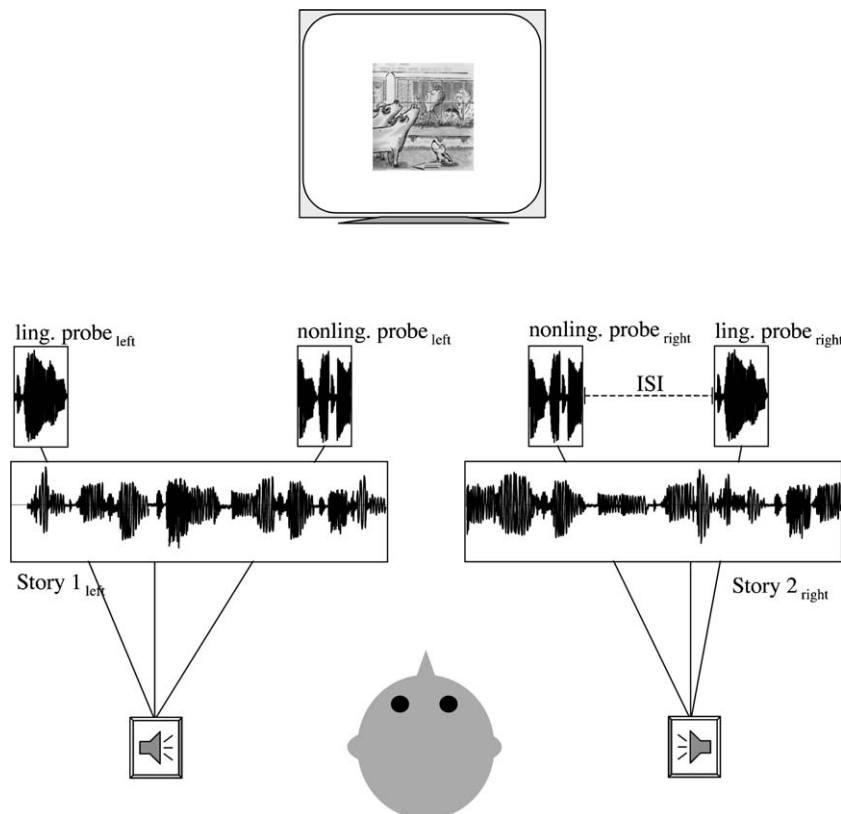 ling. probe left
nonling. probe left
nonling. probe right
ling. probe right
ISI
Story 1 left
Story 2 right